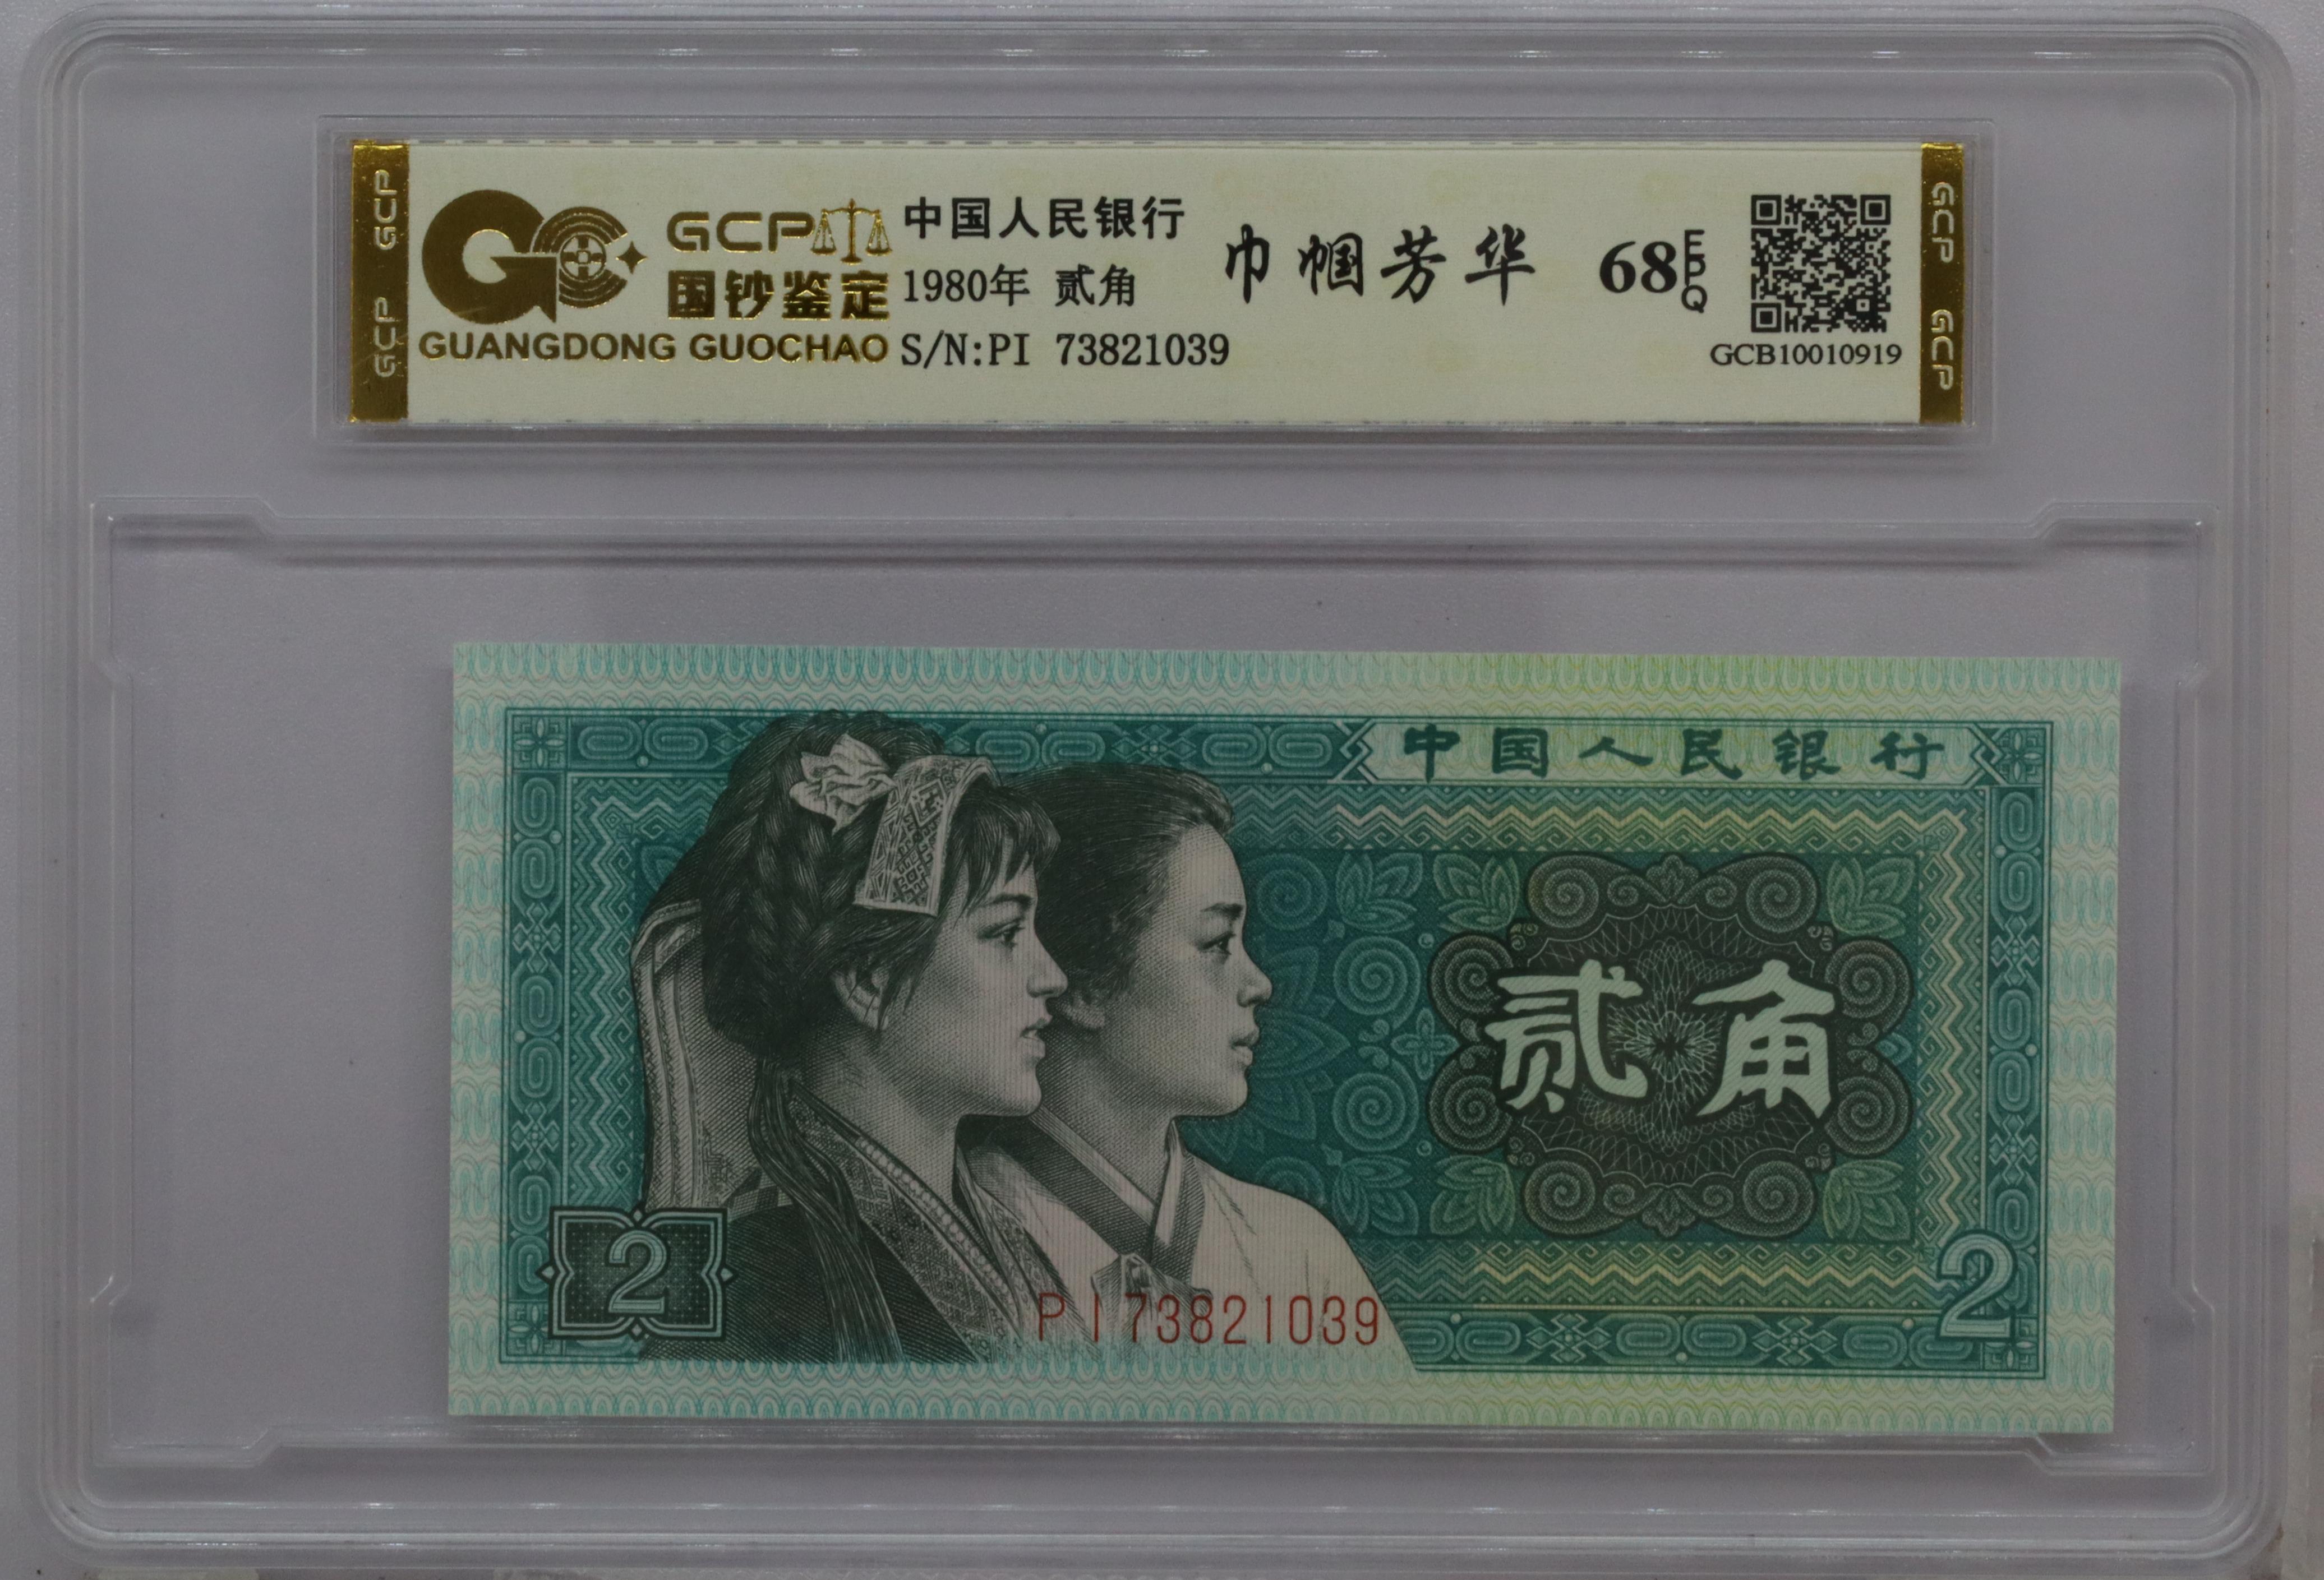 GCP GCP
GCP
国钞鉴定
GUANGDONG GUOCHAO
中国人民银行
1980年 贰角
S/N:PI 73821039
巾帼芳华
68 EPQ
GCB10010919
GCP GCP
中国人民银行
贰角
2
PI73821039
2